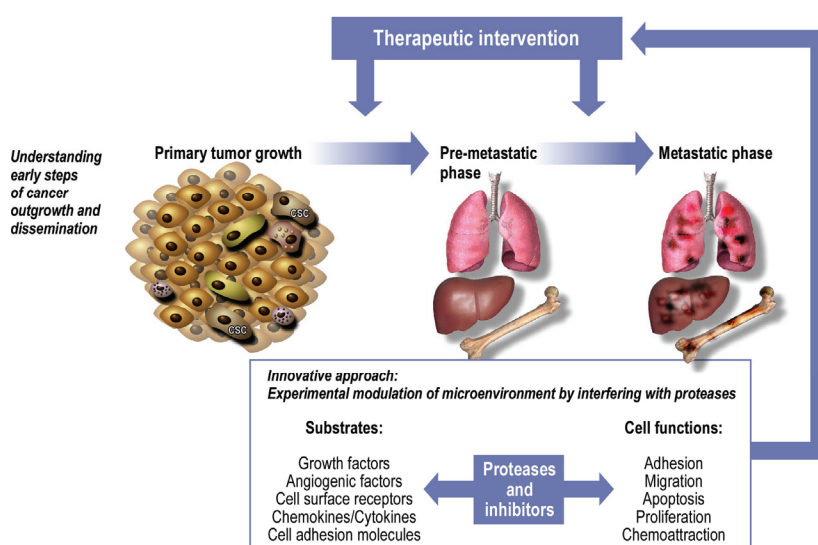 Therapeutic intervention
Understanding
early steps
of cancer
outgrowth and
dissemination
Primary tumor growth
Pre-metastatic
phase
Metastatic phase
CSC
CSC
Innovative approach:
Experimental modulation of microenvironment by interfering with proteases
Substrates:
Growth factors
Angiogenic factors
Cell surface receptors
Chemokines/Cytokines
Cell adhesion molecules
Proteases
and
inhibitors
Cell functions:
Adhesion
Migration
Apoptosis
Proliferation
Chemoattraction